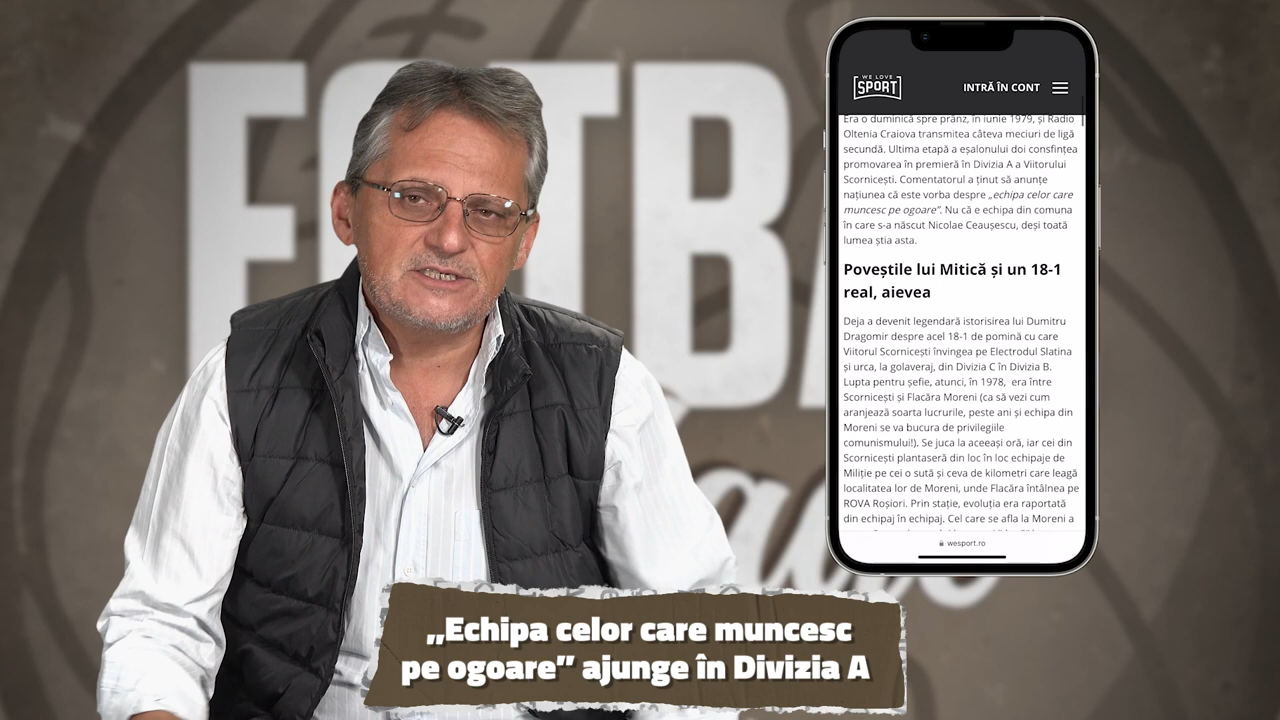 FOTBA
WE LOVE
SPORT
INTRĂ ÎN CONT
Era o duminică spre prânz, în iunie 1979, și Radio
Oltenia Craiova transmitea câteva meciuri de ligă
secundă. Ultima etapă a eșalonului doi consfințea
promovarea în premieră în Divizia A a Viitorului
Scornicești. Comentatorul a ținut să anunțe
națiunea că este vorba despre „echipa celor care
muncesc pe ogoare”. Nu că e echipa din comuna
în care s-a născut Nicolae Ceaușescu, deși toată
lumea știa asta.
Poveștile lui Mitică și un 18-1
real, aievea
Deja a devenit legendară istorisirea lui Dumitru
Dragomir despre acel 18-1 de pomină cu care
Viitorul Scornicești învingea pe Electrodul Slatina
și urca, la golaveraj, din Divizia C în Divizia B.
Lupta pentru șefie, atunci, în 1978, era între
Scornicești și Flacăra Moreni (ca să vezi cum
aranjează soarta lucrurile, peste ani și echipa din
Moreni se va bucura de privilegiile
comunismului!). Se juca la aceeași oră, iar cei din
Scornicești plantaseră din loc în loc echipaje de
Miliție pe cei o sută și ceva de kilometri care leagă
localitatea lor de Moreni, unde Flacăra întâlnea pe
ROVA Roșiori. Prin stație, evoluția era raportată
din echipaj în echipaj. Cel care se afla la Moreni a
wesport.ro
„Echipa celor care muncesc
pe ogoare” ajunge în Divizia A